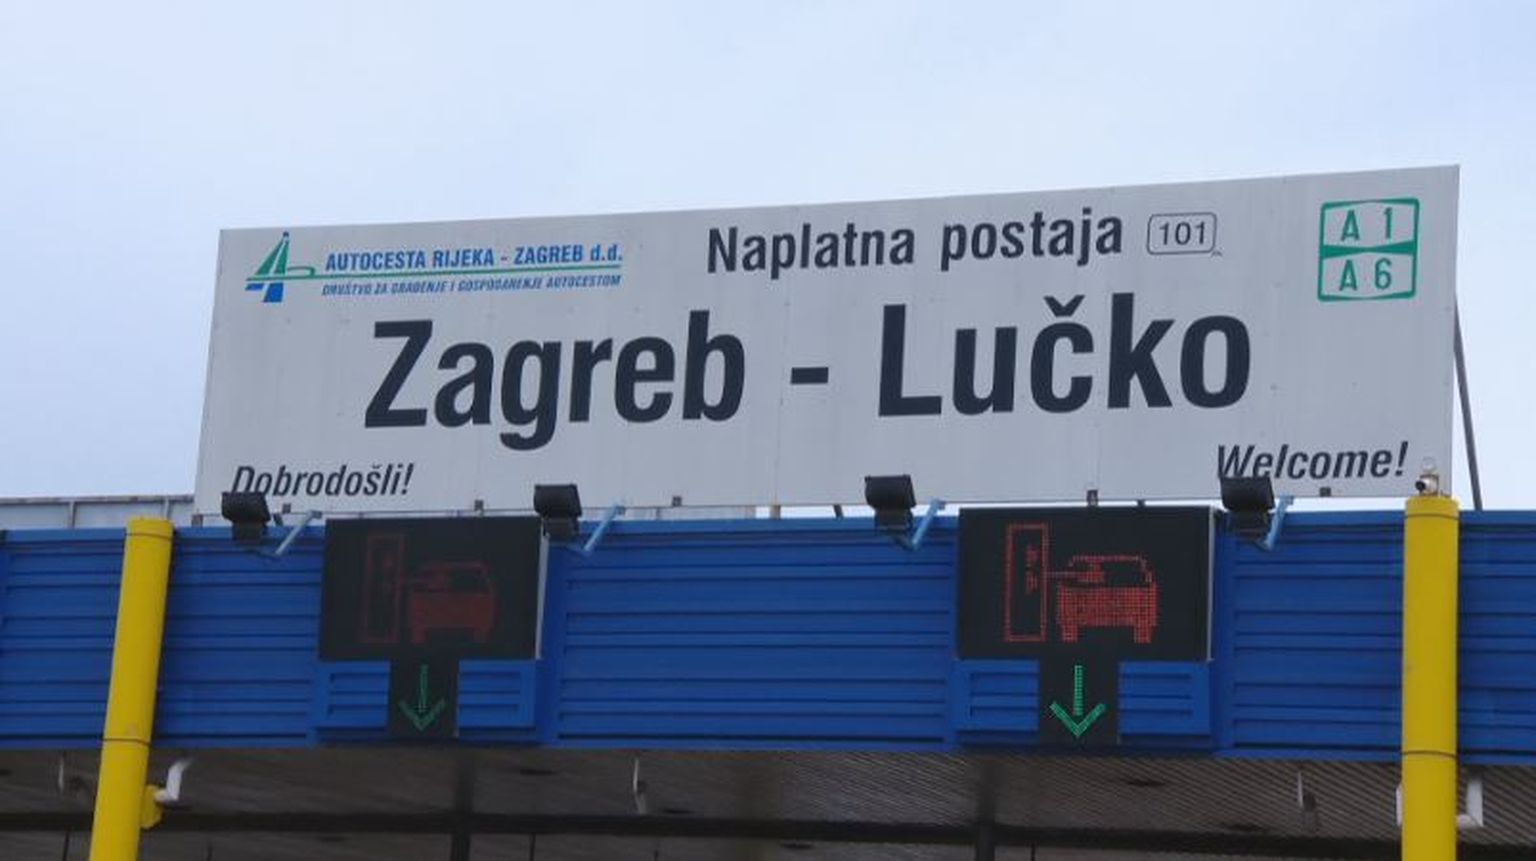 AUTOCESTA RIJEKA - ZAGREB d.d.
DRUŠTVO ZA GRAĐENJE I GOSPODARENJE AUTOCESTOM
Naplatna postaja 101
A 1
A 6
Zagreb - Lučko
Dobrodošli!
Welcome!